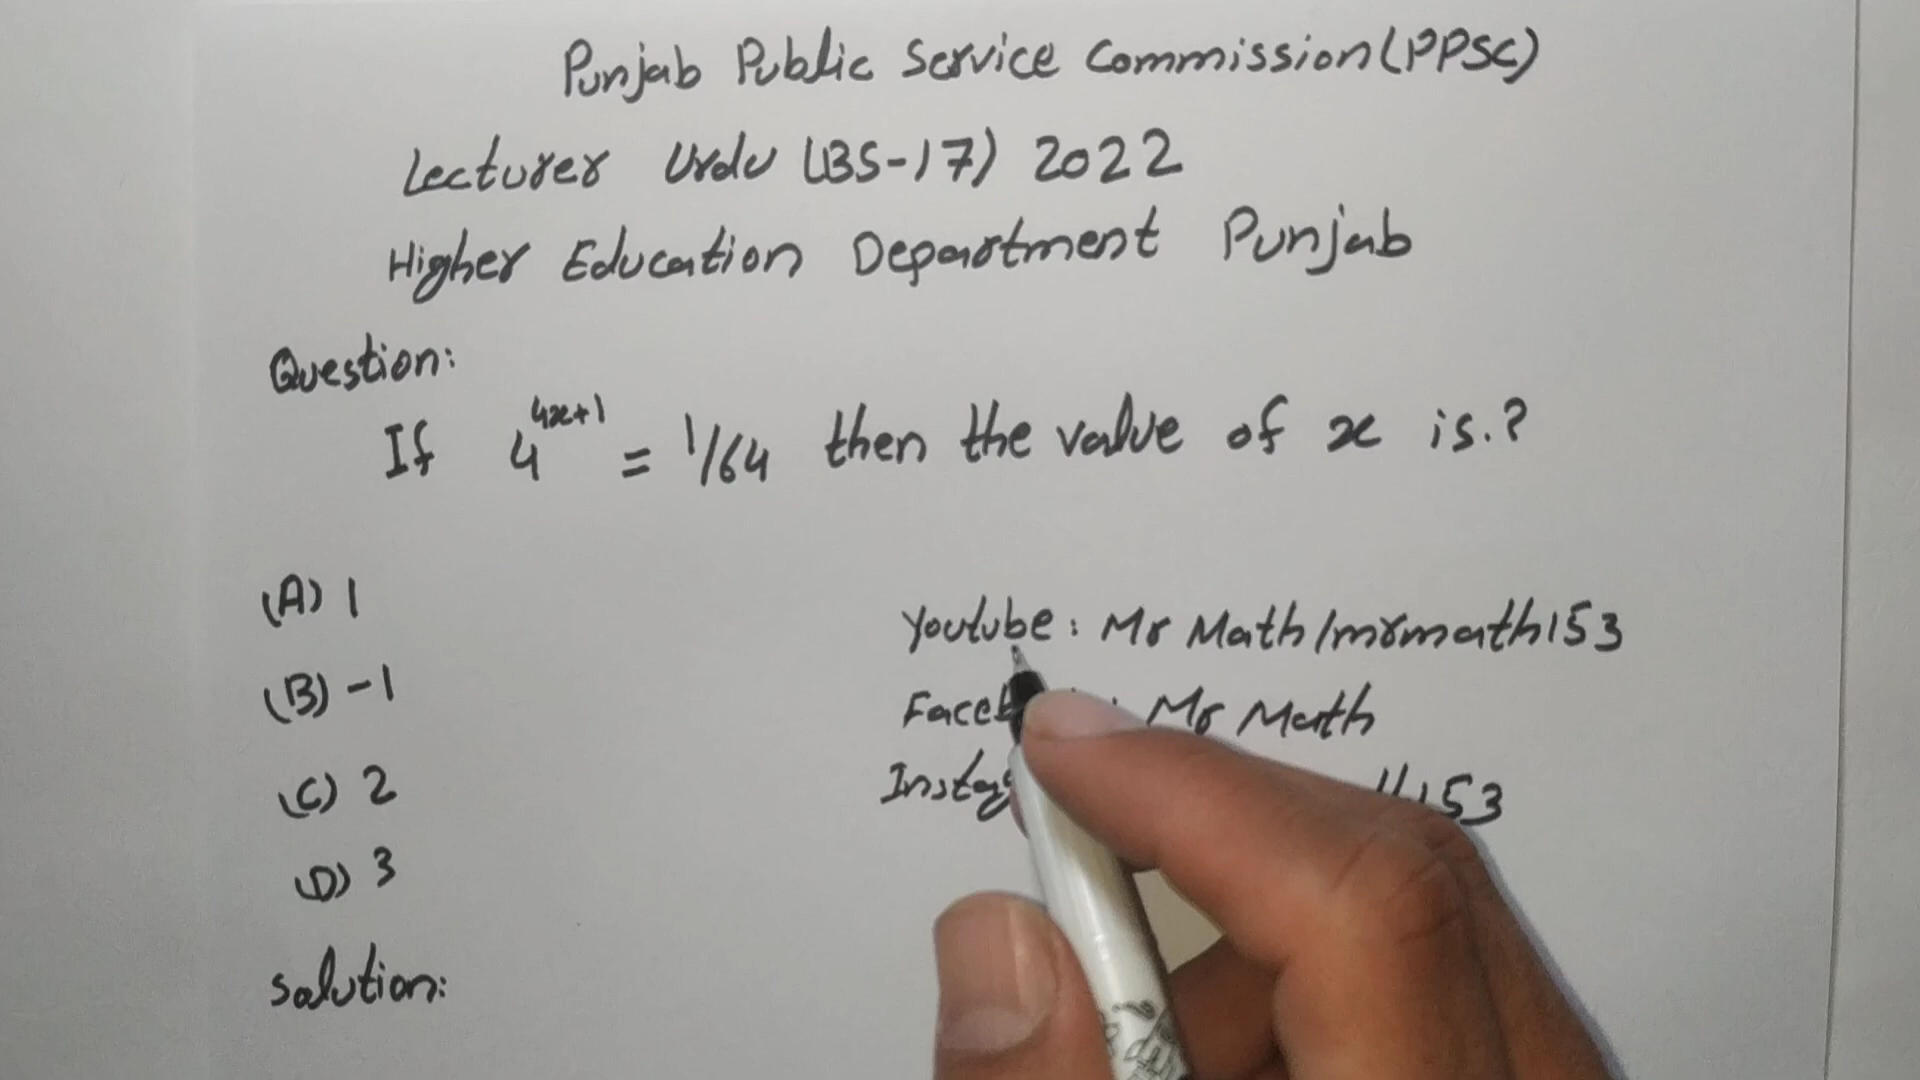 Punjab Public Service Commission (PPSC)
Lecturer Urdu (BS-17) 2022
Higher Education Department Punjab
Question:
If 4^(4x+1) = 1/64 then the value of x is.?
(A) 1
(B) -1
(C) 2
(D) 3
Youtube: Mr Math/mrmath153
Mr Math
153
Solution: